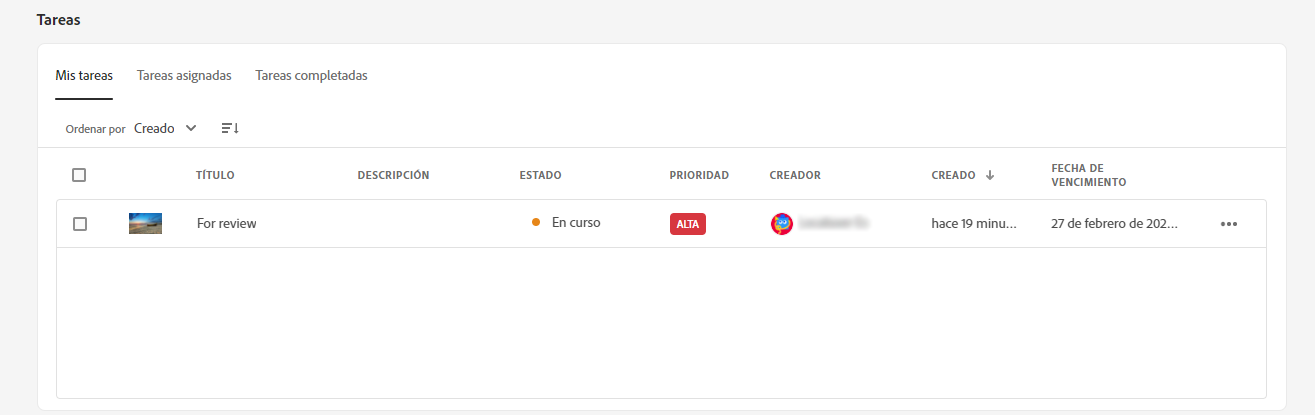 Tareas
Mis tareas Tareas asignadas Tareas completadas
Ordenar por Creado
TÍTULO DESCRIPCIÓN ESTADO PRIORIDAD CREADOR CREADO FECHA DE VENCIMIENTO
For review En curso ALTA hace 19 minu... 27 de febrero de 202...